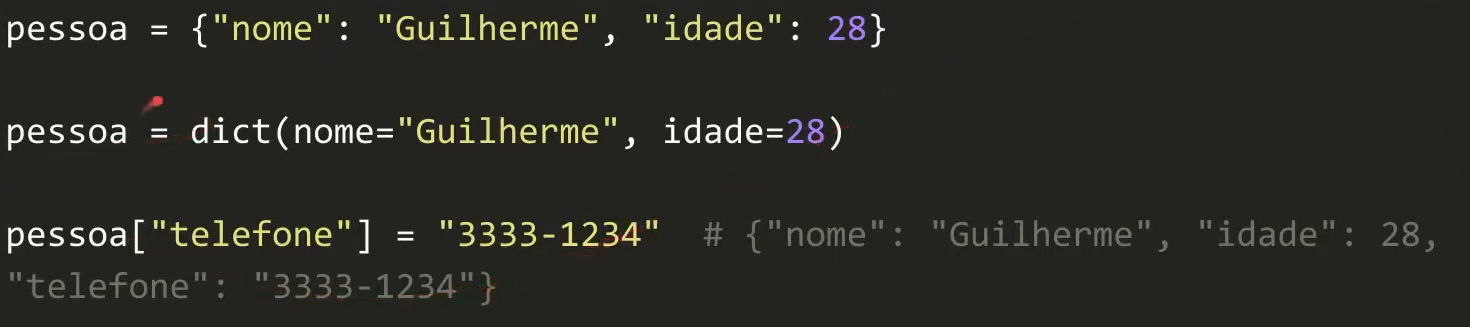 pessoa = {"nome": "Guilherme", "idade": 28}
pessoa = dict(nome="Guilherme", idade=28)
pessoa["telefone"] = "3333-1234"  # {"nome": "Guilherme", "idade": 28,
"telefone": "3333-1234"}